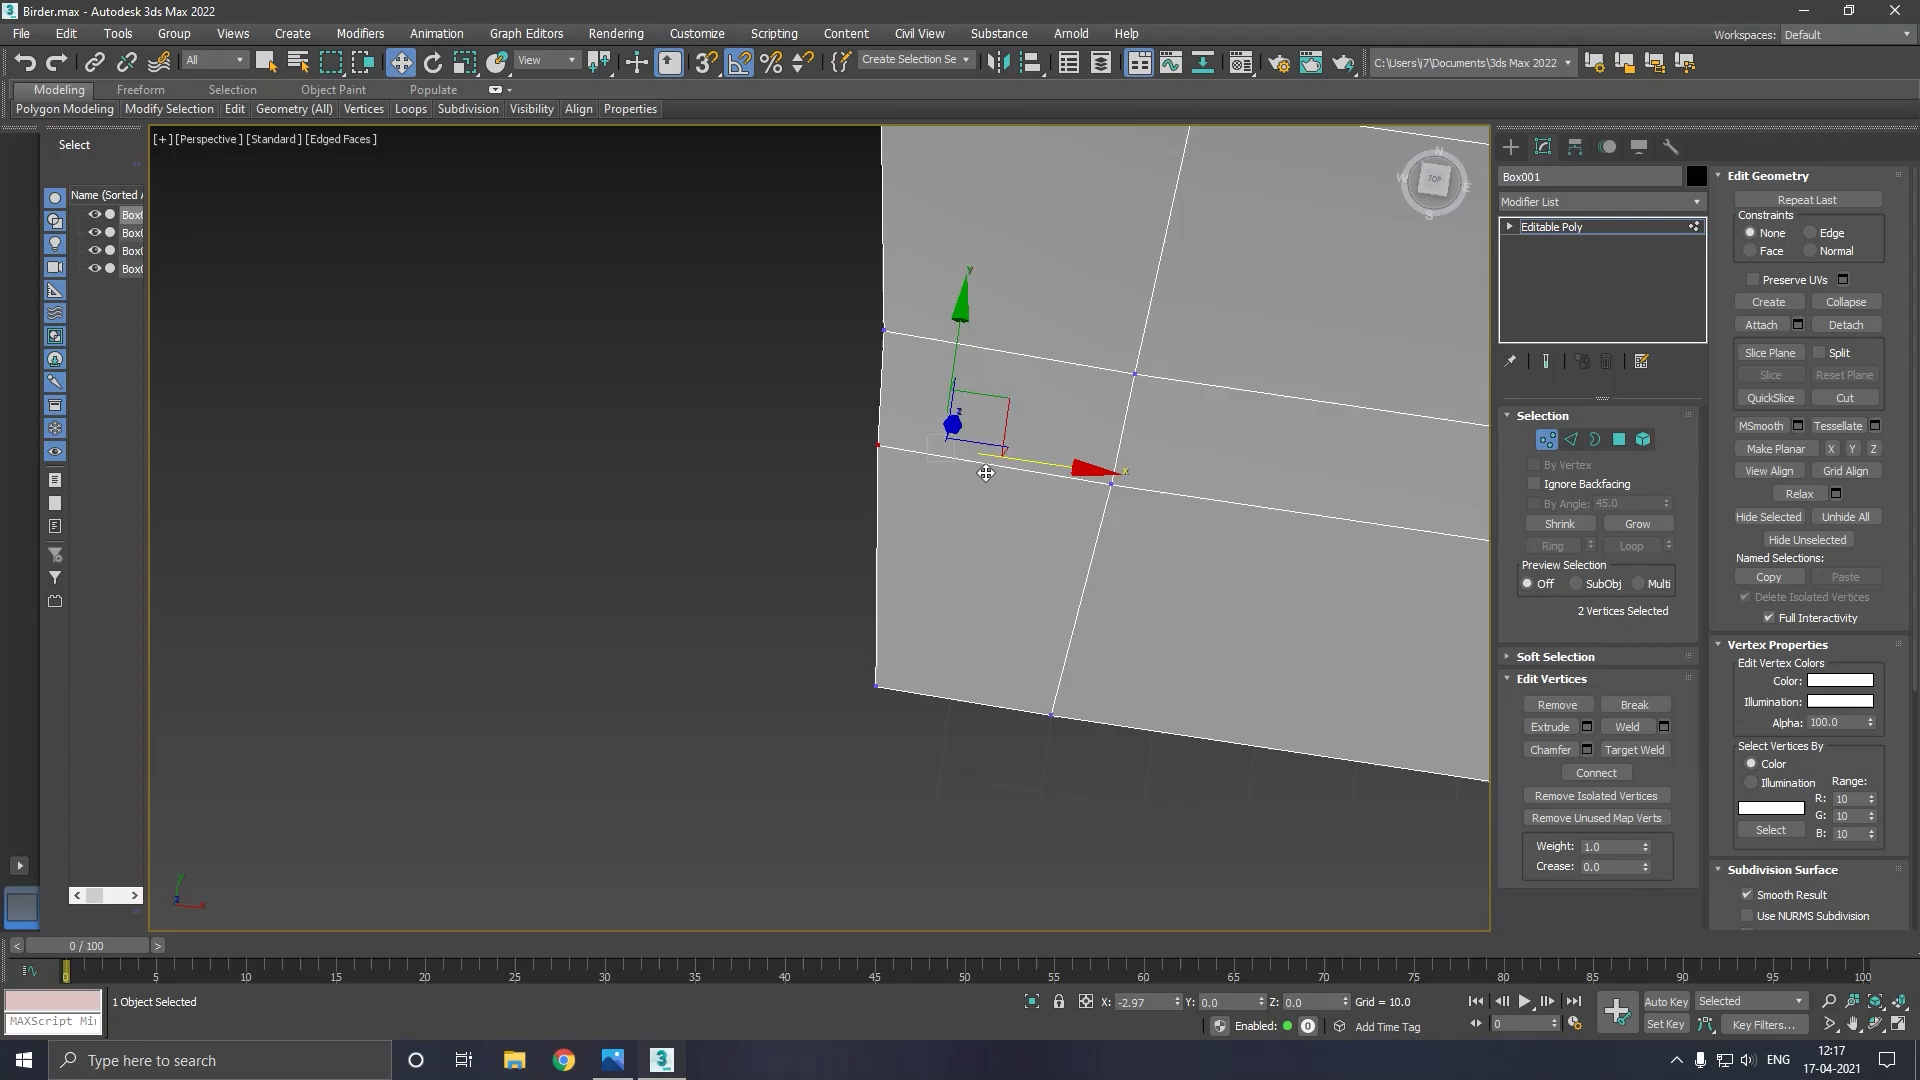 Birder.max - Autodesk 3ds Max 2022
File Edit Tools Group Views Create Modifiers Animation Graph Editors Rendering Customize Scripting Content Civil View Substance Arnold Help
Workspaces: Default
All View Create Selection Se C:\Users\j7\Documents\3ds Max 2022
Modeling Freeform Selection Object Paint Populate
Polygon Modeling Modify Selection Edit Geometry (All) Vertices Loops Subdivision Visibility Align Properties
Select
Name (Sorted A
Box(
Box(
Box(
Box(
[+] [Perspective] [Standard] [Edged Faces]
N
W TOP E
S
y
z
x
Box001
Modifier List
Editable Poly
Selection
By Vertex
Ignore Backfacing
By Angle: 45.0
Shrink Grow
Ring Loop
Preview Selection
Off SubObj Multi
2 Vertices Selected
Soft Selection
Edit Vertices
Remove Break
Extrude Weld
Chamfer Target Weld
Connect
Remove Isolated Vertices
Remove Unused Map Verts
Weight: 1.0
Crease: 0.0
Edit Geometry
Repeat Last
Constraints
None Edge
Face Normal
Preserve UVs
Create Collapse
Attach Detach
Slice Plane Split
Slice Reset Plane
QuickSlice Cut
MSmooth Tessellate
Make Planar X Y Z
View Align Grid Align
Relax
Hide Selected Unhide All
Hide Unselected
Named Selections:
Copy Paste
Delete Isolated Vertices
Full Interactivity
Vertex Properties
Edit Vertex Colors
Color:
Illumination:
Alpha: 100.0
Select Vertices By
Color
Illumination Range:
R: 10
G: 10
Select B: 10
Subdivision Surface
Smooth Result
Use NURMS Subdivision
0 / 100
0 5 10 15 20 25 30 35 40 45 50 55 60 65 70 75 80 85 90 95 100
1 Object Selected X: -2.97 Y: 0.0 Z: 0.0 Grid = 10.0 Auto Key Selected
MAXScript Mi Enabled: 0 Add Time Tag 0 Set Key Key Filters...
Type here to search ENG 12:17
17-04-2021